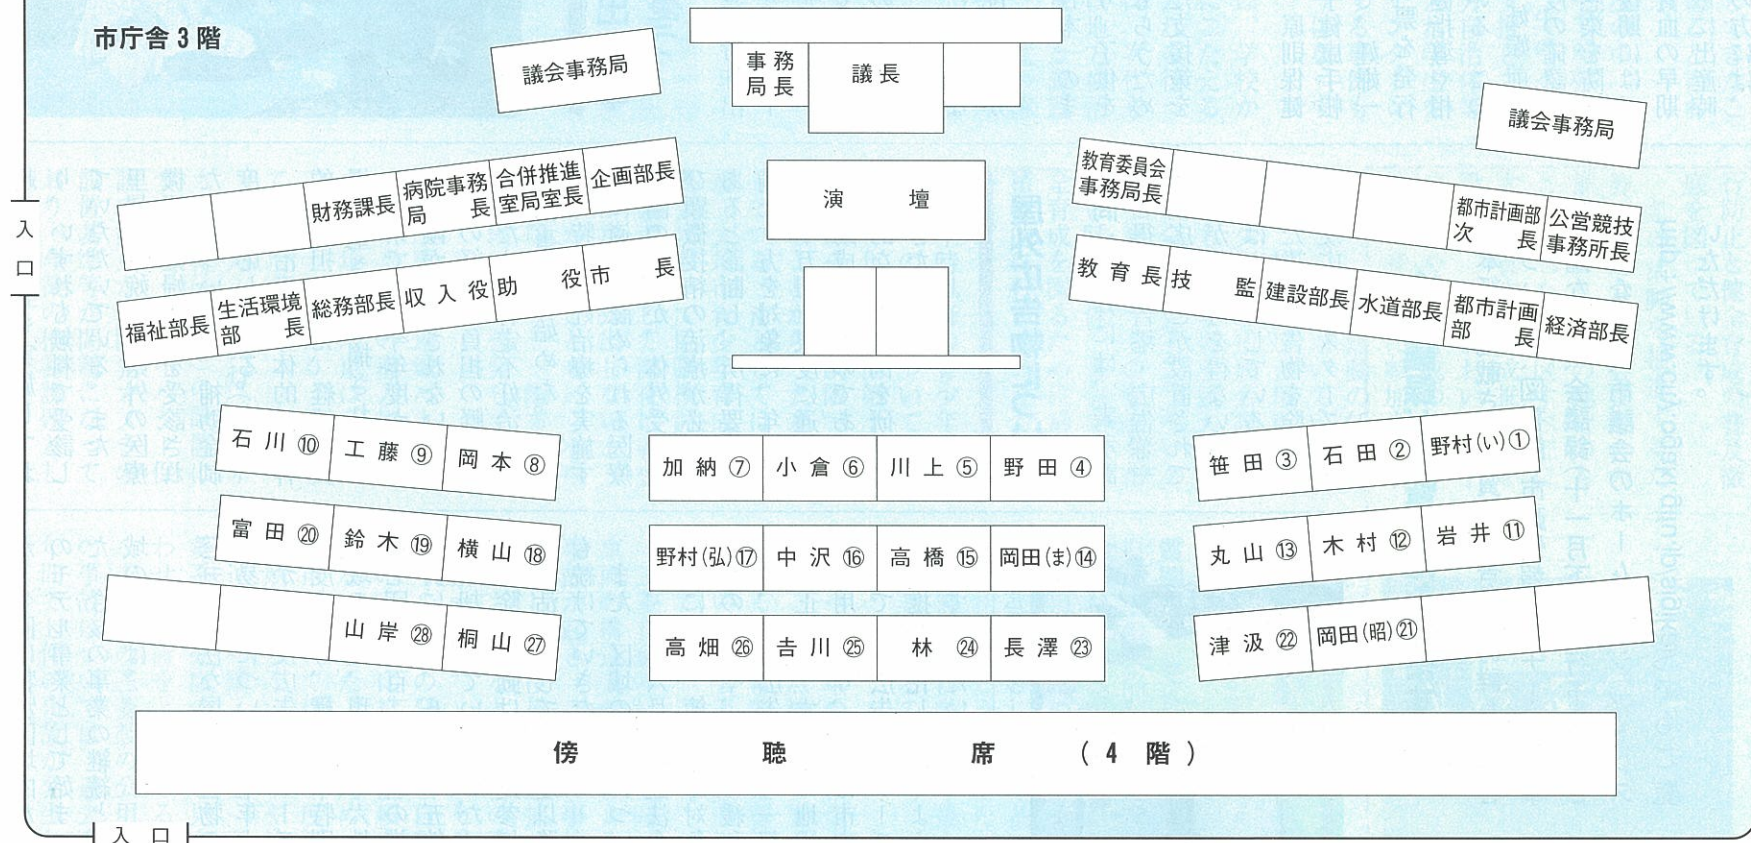 市庁舎3階
議会事務局
事務
局長
議長
議会事務局
財務課長
病院事務
局長
合併推進
室局室長
企画部長
演壇
教育委員会
事務局長
都市計画部
次長
公営競技
事務所長
入口
福祉部長
生活環境
部長
総務部長
収入役
助役
市長
教育長
技監
建設部長
水道部長
都市計画
部長
経済部長
石川⑩
工藤⑨
岡本⑧
加納⑦
小倉⑥
川上⑤
野田④
笹田③
石田②
野村(い)①
富田⑳
鈴木⑲
横山⑱
野村(弘)⑰
中沢⑯
高橋⑮
岡田(ま)⑭
丸山⑬
木村⑫
岩井⑪
山岸㉘
桐山㉗
高畑㉖
𠮷川㉕
林㉔
長澤㉓
津汲㉒
岡田(昭)㉑
傍聴席(4階)
入口